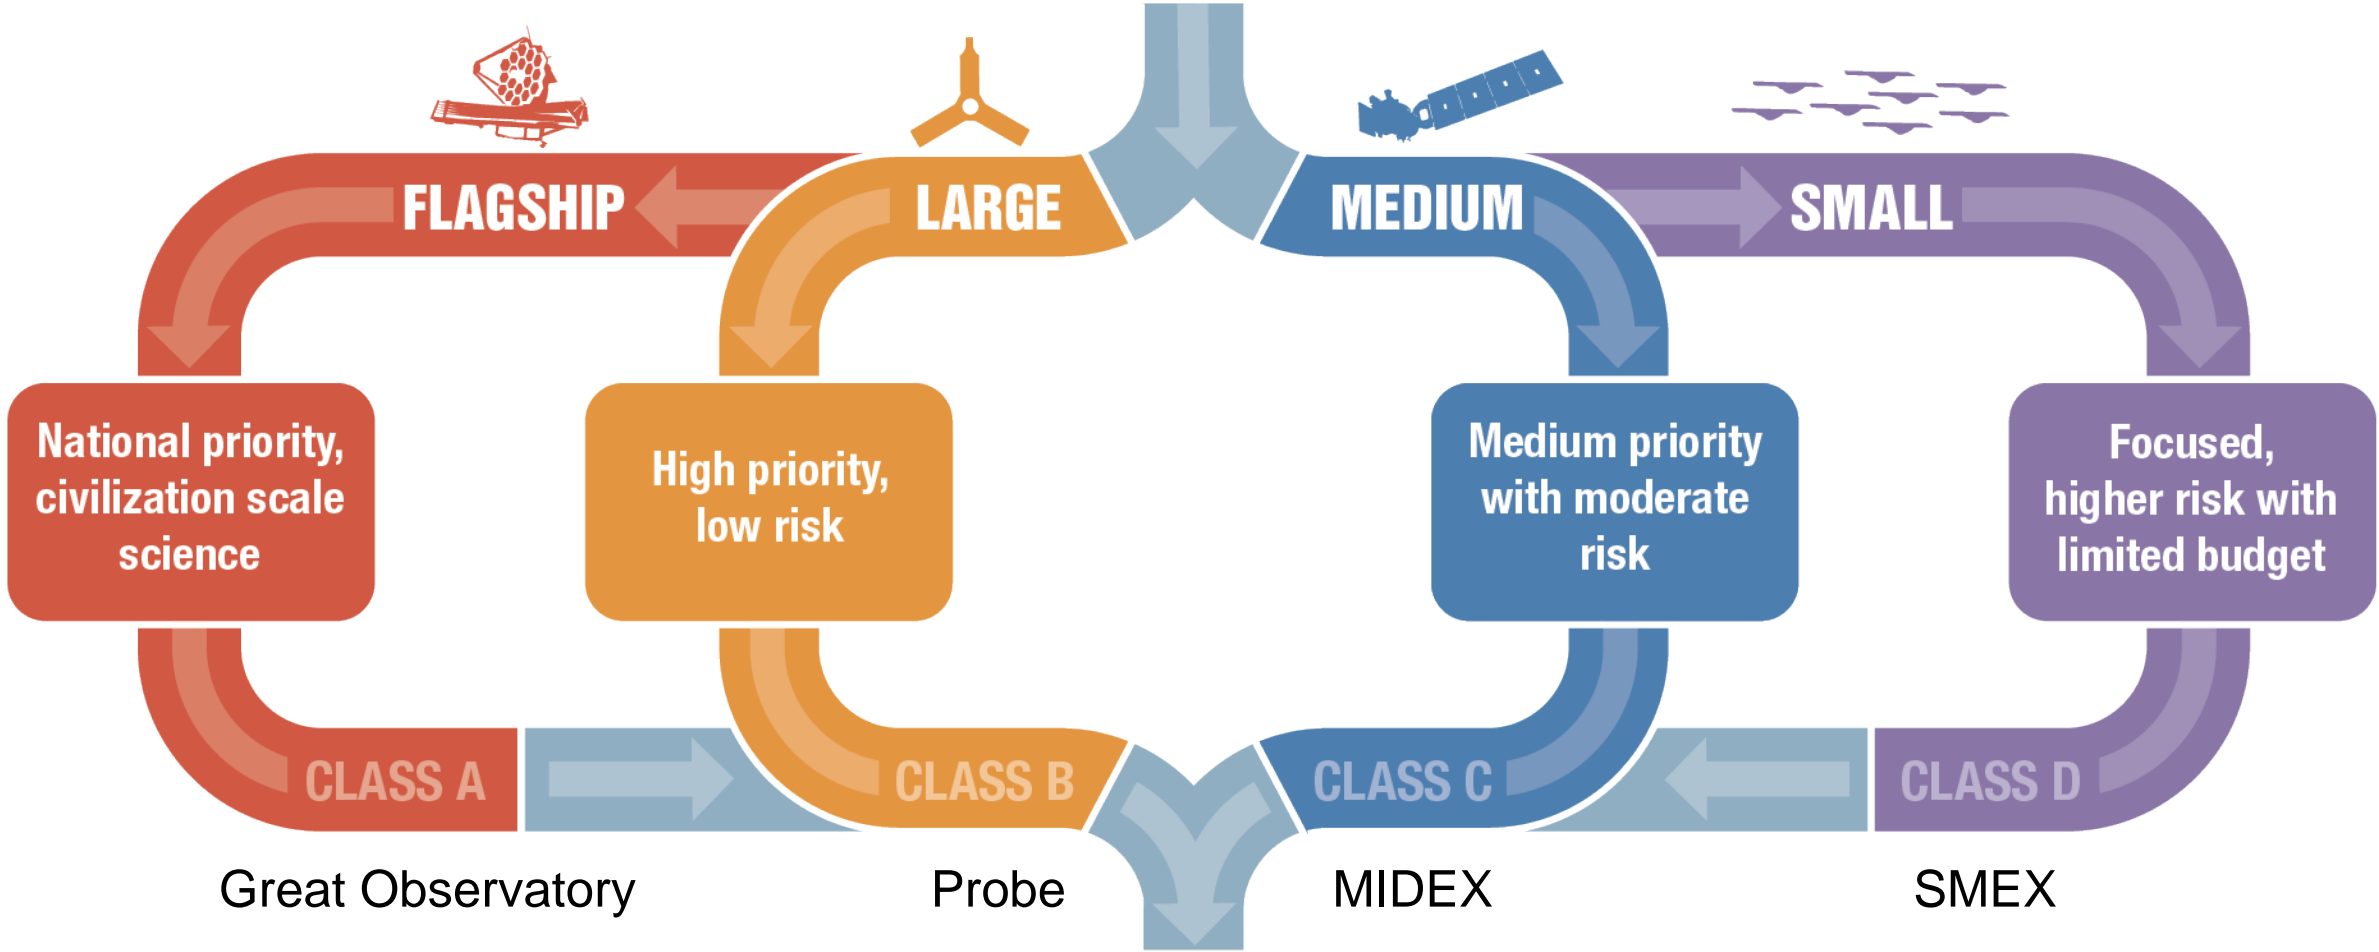 FLAGSHIP
LARGE
MEDIUM
SMALL
National priority,
civilization scale
science
High priority,
low risk
Medium priority
with moderate
risk
Focused,
higher risk with
limited budget
CLASS A
CLASS B
CLASS C
CLASS D
Great Observatory
Probe
MIDEX
SMEX